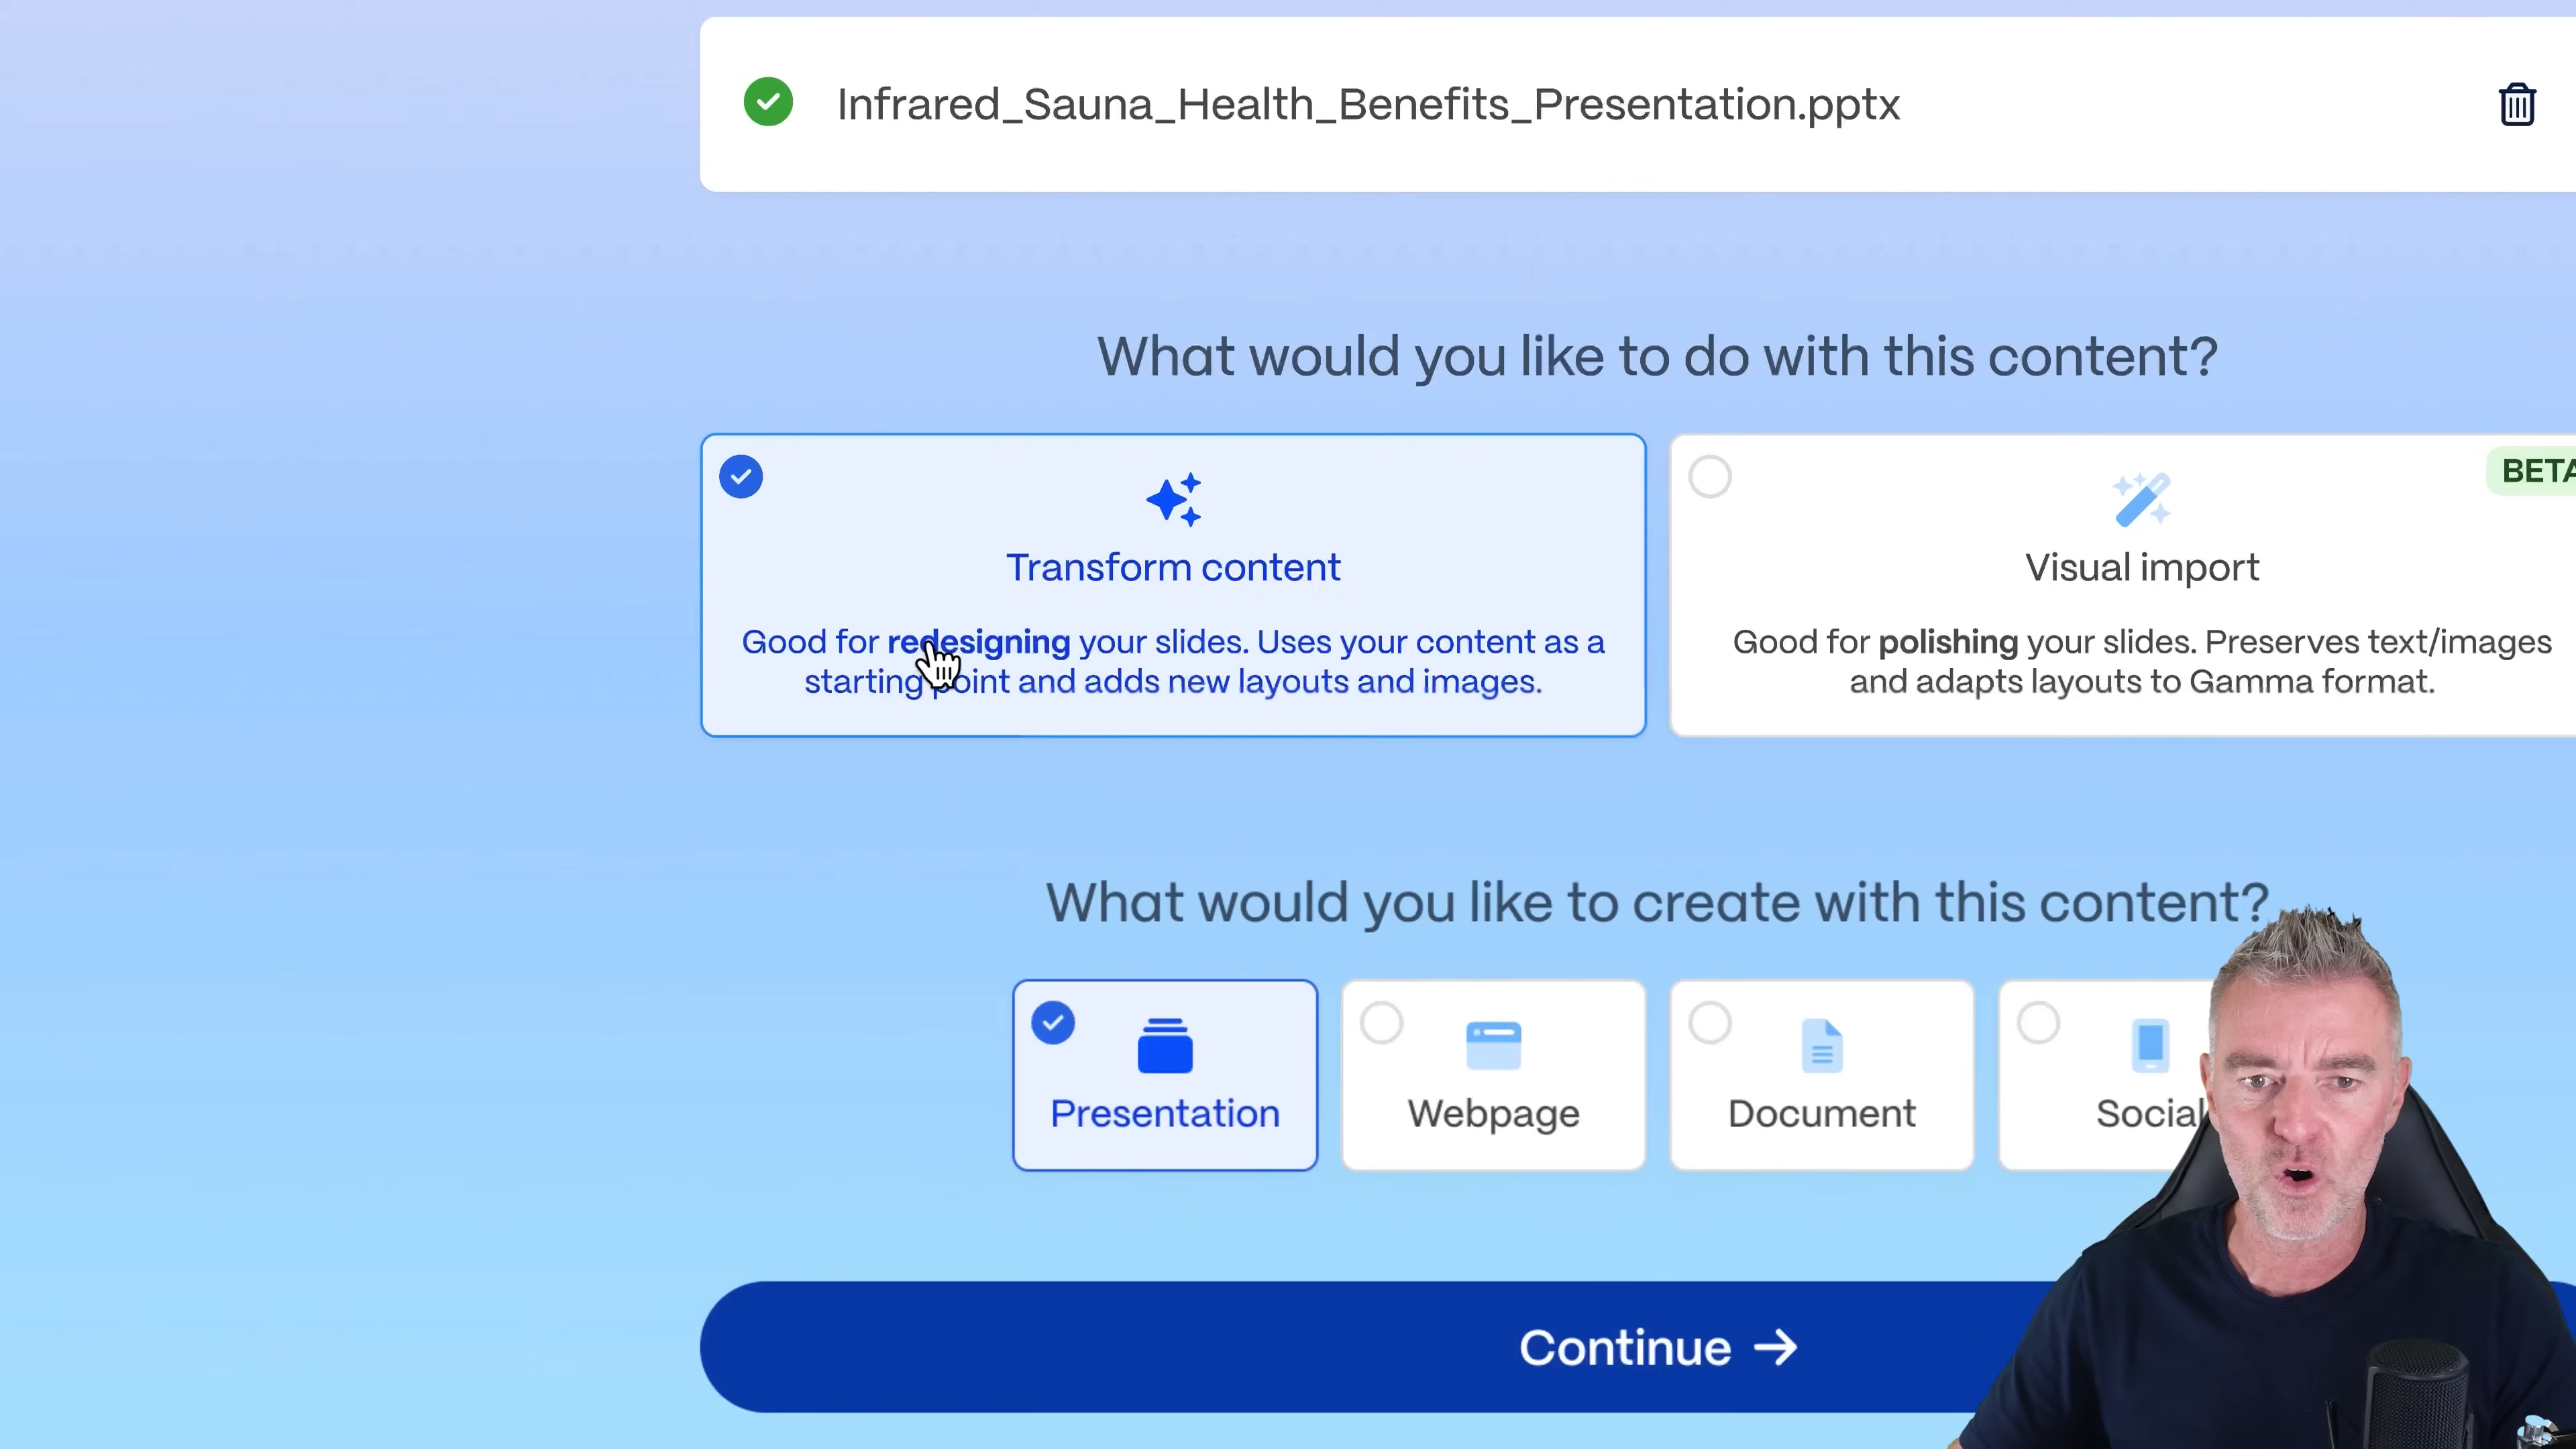 Infrared_Sauna_Health_Benefits_Presentation.pptx
What would you like to do with this content?
Transform content
Good for redesigning your slides. Uses your content as a
starting point and adds new layouts and images.
BETA
Visual import
Good for polishing your slides. Preserves text/images
and adapts layouts to Gamma format.
What would you like to create with this content?
Presentation
Webpage
Document
Social
Continue